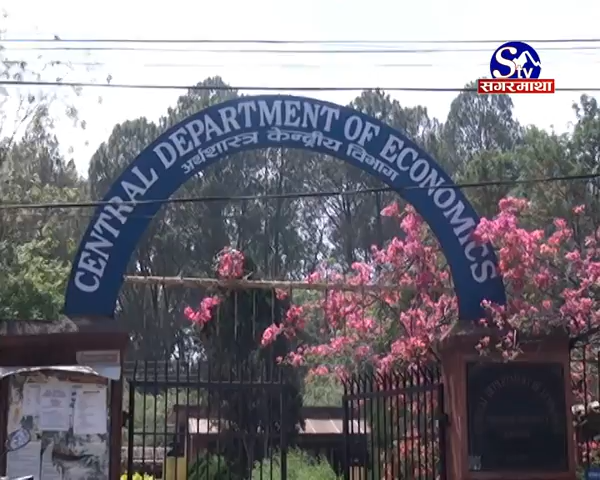 STV
सगरमाथा
CENTRAL DEPARTMENT OF ECONOMICS
अर्थशास्त्र केन्द्रीय विभाग